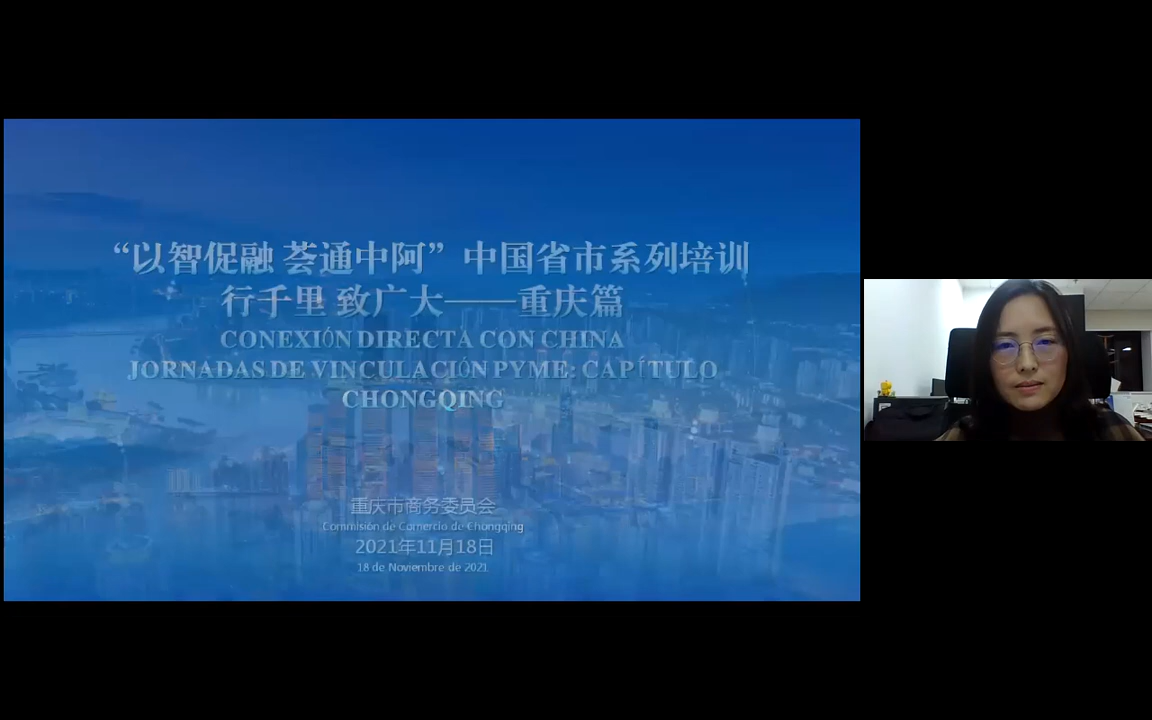 “以智促融 荟通中阿”中国省市系列培训
行千里 致广大——重庆篇
CONEXIÓN DIRECTA CON CHINA
JORNADAS DE VINCULACIÓN PYME: CAPÍTULO
CHONGQING
重庆市商务委员会
Commisión de Comercio de Chongqing
2021年11月18日
18 de Noviembre de 2021